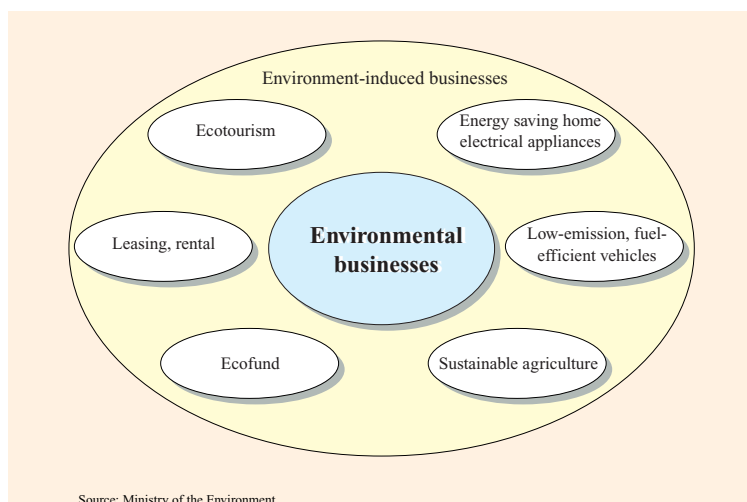 Environment-induced businesses
Ecotourism
Energy saving home
electrical appliances
Leasing, rental
Environmental
businesses
Low-emission, fuel-
efficient vehicles
Ecofund
Sustainable agriculture
Source: Ministry of the Environment